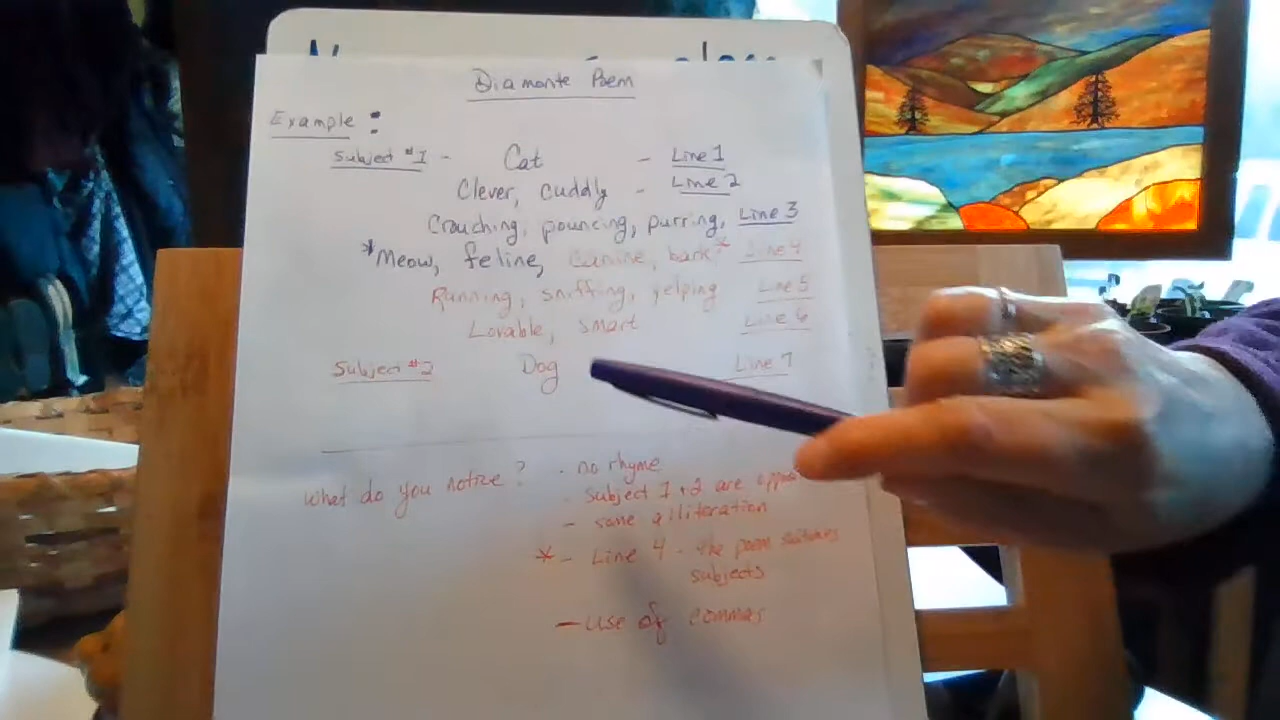 Diamonte Poem
Example :
Subject #1 - Cat - Line 1
Clever, cuddly - Line 2
Crouching, pouncing, purring, Line 3
*Meow, feline, canine, bark* Line 4
Running, sniffing, yelping Line 5
Lovable, smart Line 6
Subject #2 Dog Line 7
What do you notice? - no rhyme
- subject 1 + 2 are
- some alliteration
* - Line 4 - the poem switches
subjects
- use of commas